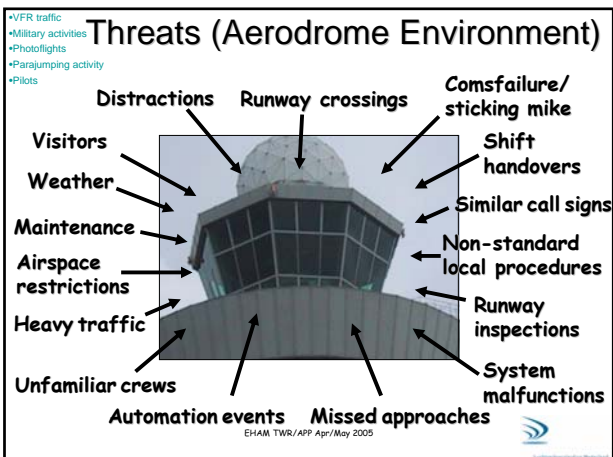 •VFR traffic
•Military activities
•Photoflights
•Parajumping activity
•Pilots
Threats (Aerodrome Environment)
Distractions
Runway crossings
Comsfailure/
sticking mike
Visitors
Shift
handovers
Weather
Similar call signs
Maintenance
Non-standard
local procedures
Airspace
restrictions
Runway
inspections
Heavy traffic
System
malfunctions
Unfamiliar crews
Automation events
Missed approaches
EHAM TWR/APP Apr/May 2005